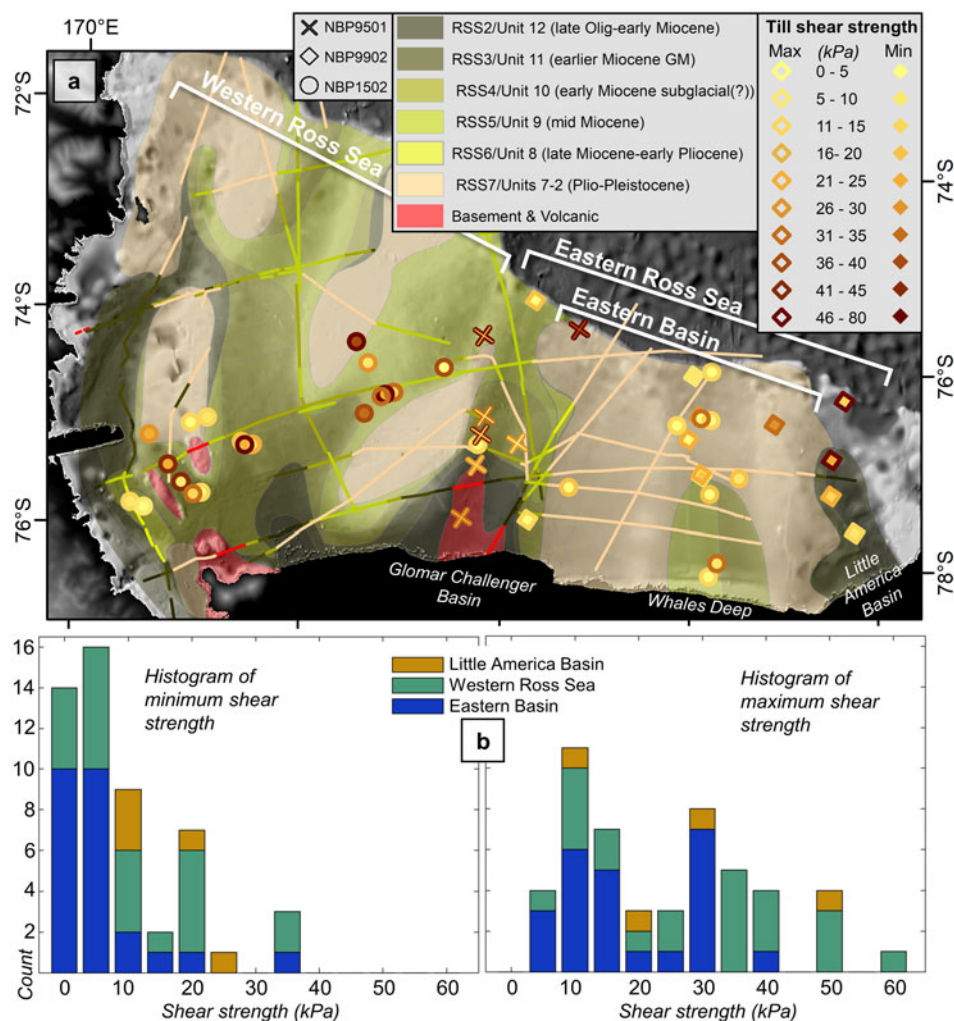 170°E
72°S
74°S
76°S
74°S
76°S
78°S
a
NBP9501
NBP9902
NBP1502
RSS2/Unit 12 (late Olig-early Miocene)
RSS3/Unit 11 (earlier Miocene GM)
RSS4/Unit 10 (early Miocene subglacial(?))
RSS5/Unit 9 (mid Miocene)
RSS6/Unit 8 (late Miocene-early Pliocene)
RSS7/Units 7-2 (Plio-Pleistocene)
Basement & Volcanic
Till shear strength
Max (kPa) Min
0 - 5
5 - 10
11 - 15
16- 20
21 - 25
26 - 30
31 - 35
36 - 40
41 - 45
46 - 80
Western Ross Sea
Eastern Ross Sea
Eastern Basin
Glomar Challenger
Basin
Whales Deep
Little
America
Basin
16
14
12
10
8
6
4
2
Count
Histogram of
minimum shear
strength
Little America Basin
Western Ross Sea
Eastern Basin
b
Histogram of
maximum shear
strength
0 10 20 30 40 50 60
Shear strength (kPa)
0 10 20 30 40 50 60
Shear strength (kPa)